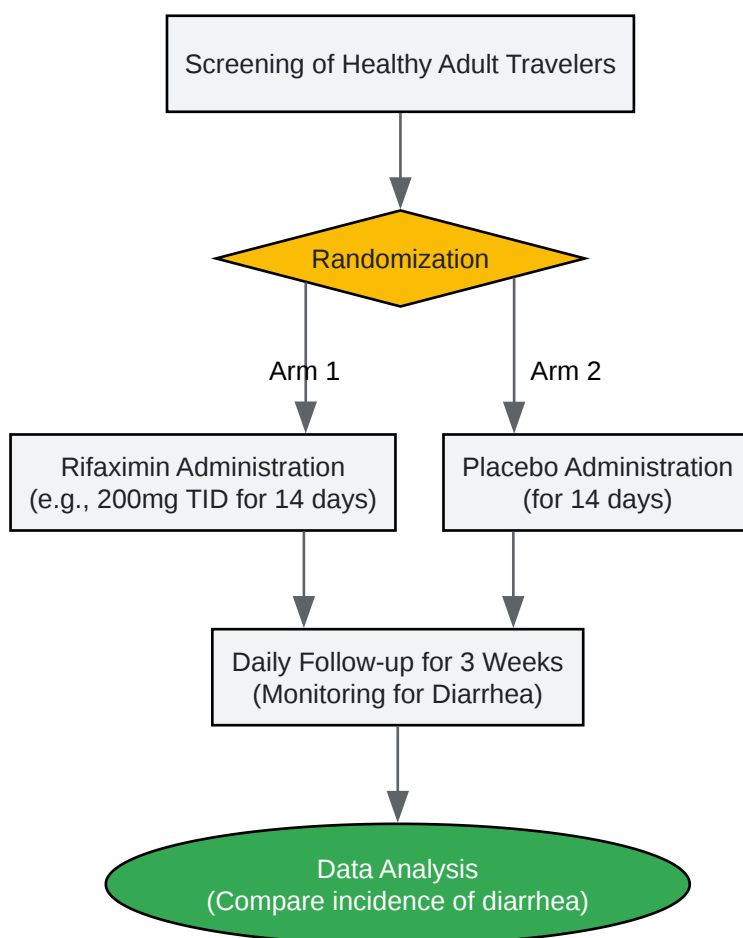 Screening of Healthy Adult Travelers
Randomization
Arm 1
Arm 2
Rifaximin Administration
(e.g., 200mg TID for 14 days)
Placebo Administration
(for 14 days)
Daily Follow-up for 3 Weeks
(Monitoring for Diarrhea)
Data Analysis
(Compare incidence of diarrhea)